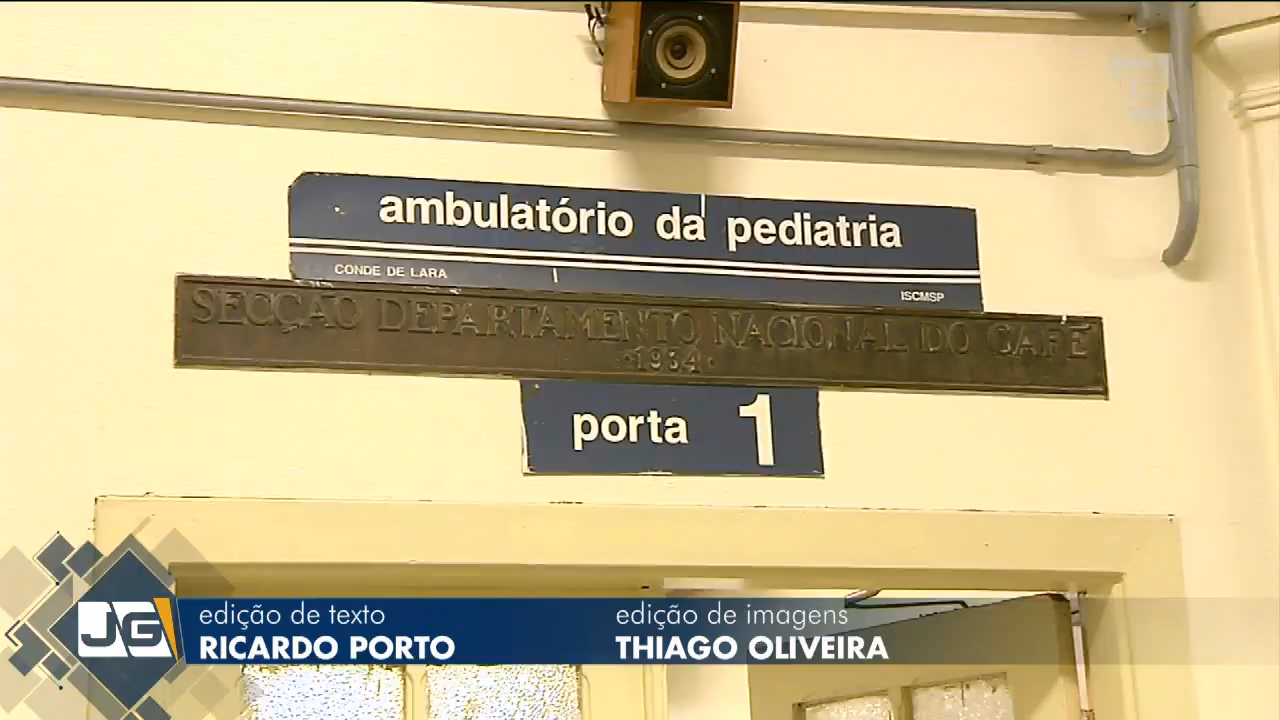 ambulatório da pediatria
CONDE DE LARA
ISCMSP
SECÇÃO DEPARTAMENTO NACIONAL DO CAFÉ
·1934·
porta 1
JG
edição de texto
RICARDO PORTO
edição de imagens
THIAGO OLIVEIRA